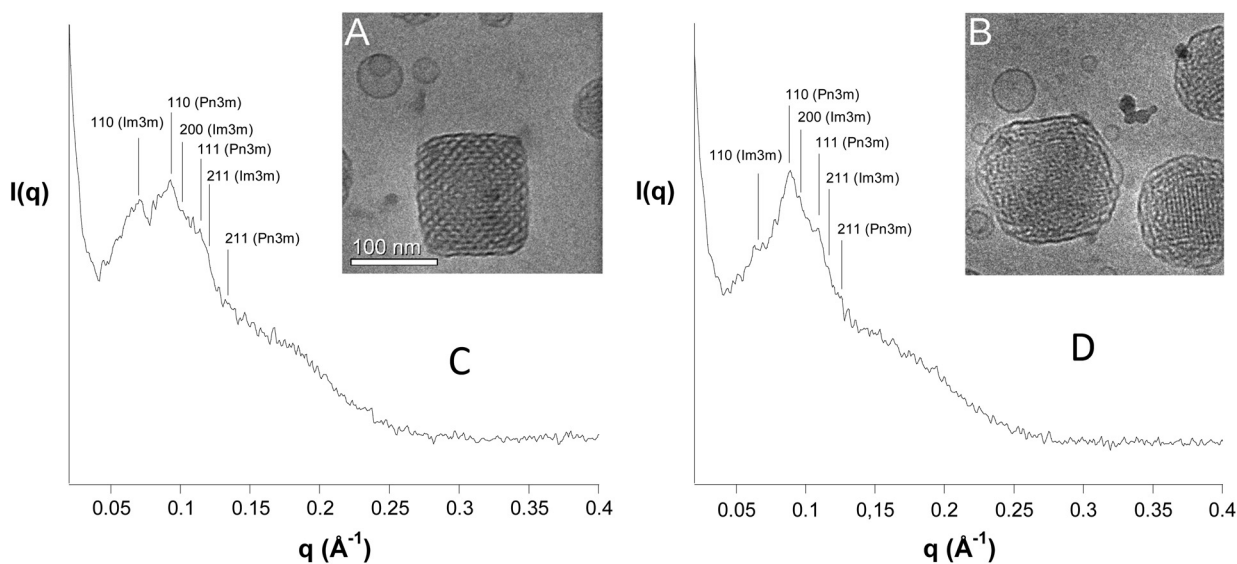 A
110 (Pn3m)
110 (Im3m)
200 (Im3m)
111 (Pn3m)
211 (Im3m)
I(q)
211 (Pn3m)
100 nm
C
0.05 0.1 0.15 0.2 0.25 0.3 0.35 0.4
q (Å⁻¹)
B
110 (Pn3m)
200 (Im3m)
111 (Pn3m)
110 (Im3m)
211 (Im3m)
I(q)
211 (Pn3m)
D
0.05 0.1 0,15 0.2 0.25 0.3 0.35 0.4
q (Å⁻¹)